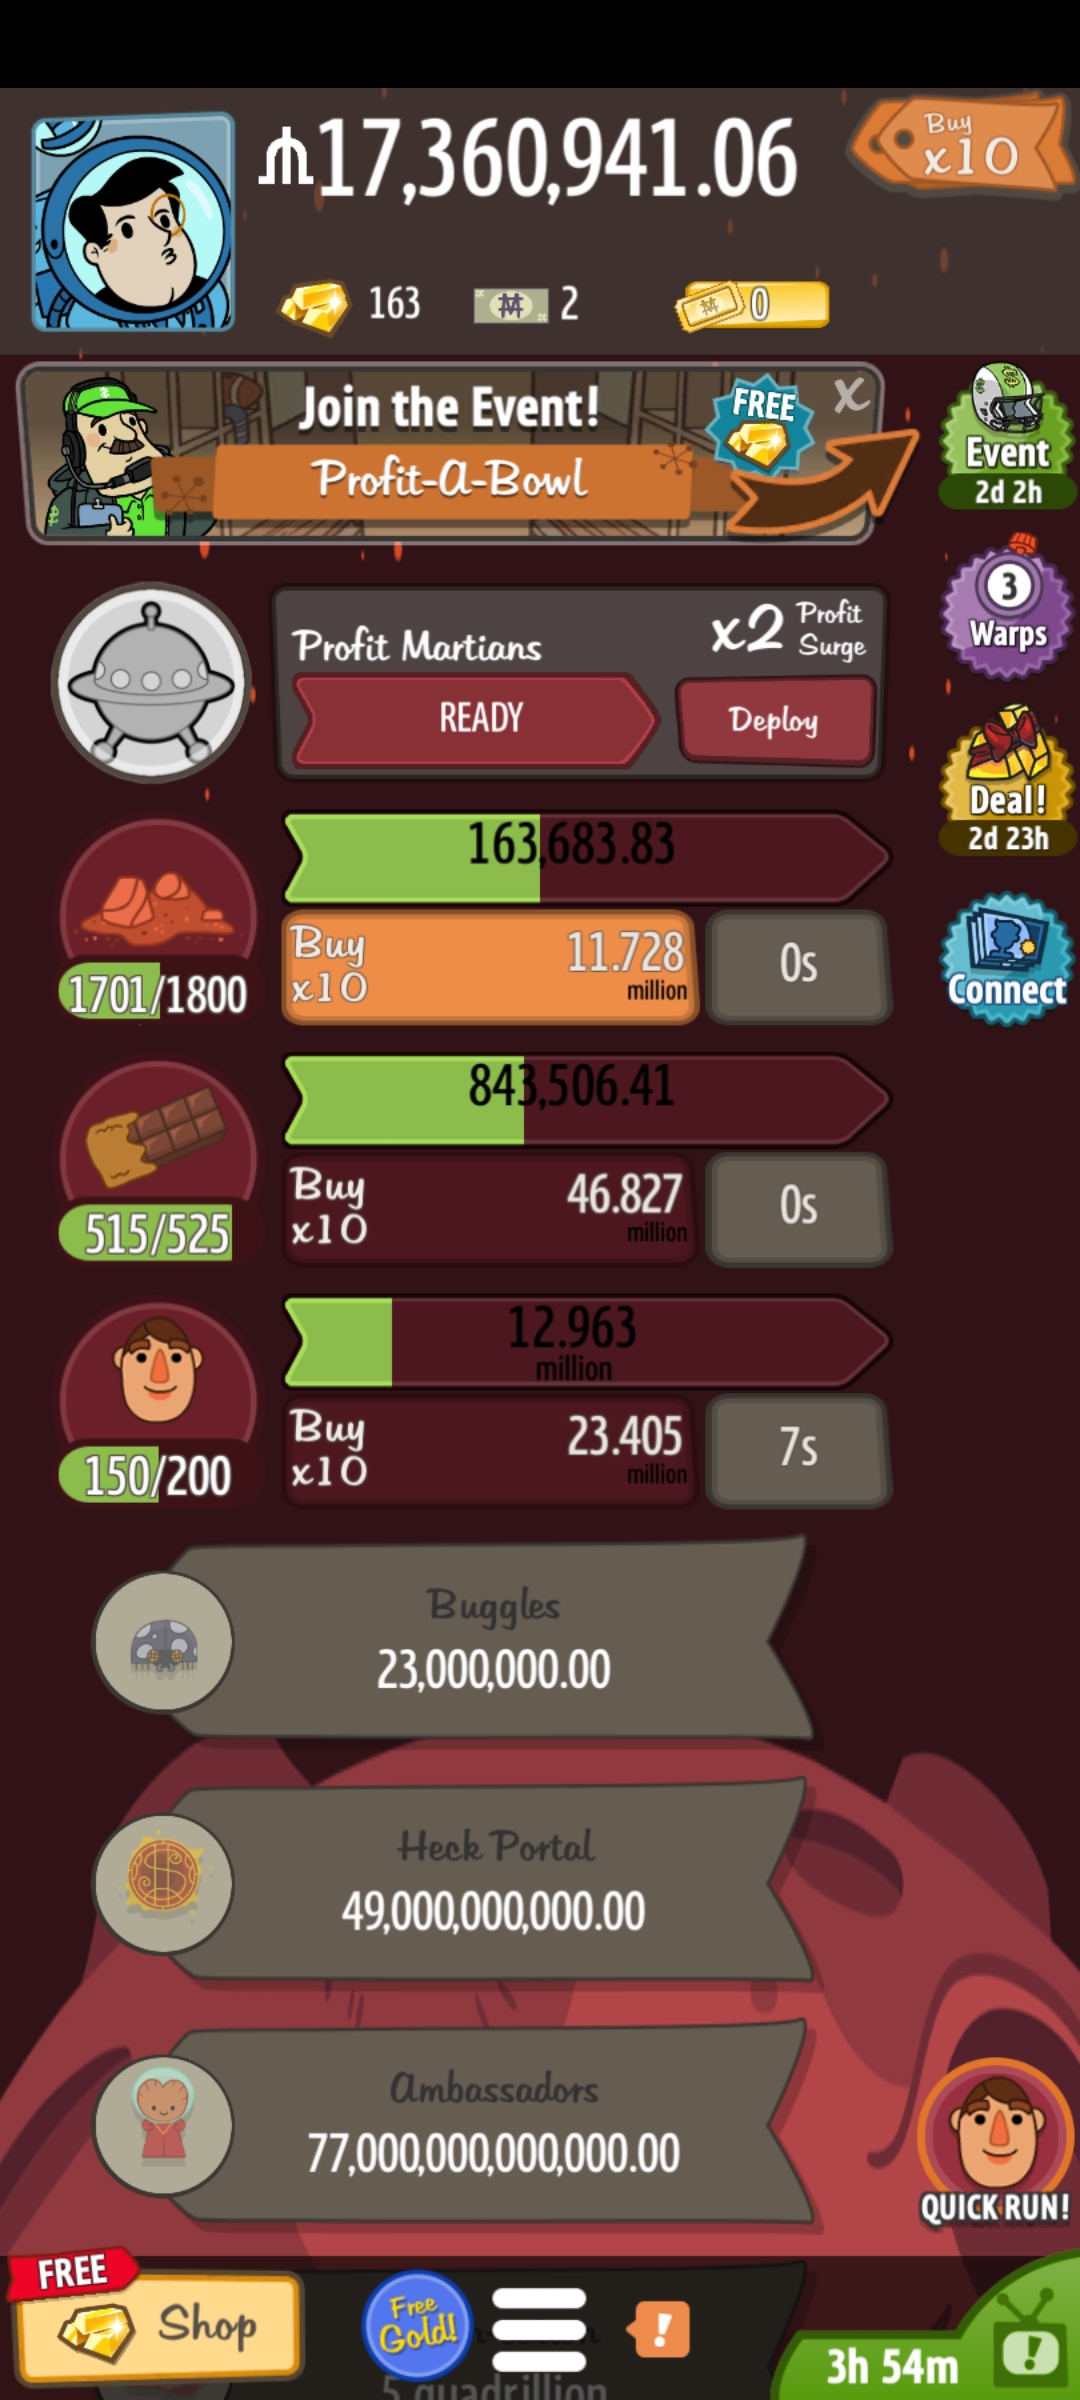 17,360,941.06
Buy
x10
163
2
0
Join the Event!
FREE
x
Profit-A-Bowl
Event
2d 2h
3
Warps
Profit Martians
x2 Profit Surge
READY
Deploy
Deal!
2d 23h
163,683.83
Buy x10
11.728 million
0s
1701/1800
Connect
843,506.41
Buy x10
46.827 million
0s
515/525
12.963 million
Buy x10
23.405 million
7s
150/200
Buggles
23,000,000.00
Heck Portal
49,000,000,000.00
Ambassadors
77,000,000,000,000.00
QUICK RUN!
FREE
Shop
Free Gold!
!
5 quadrillion
3h 54m
!